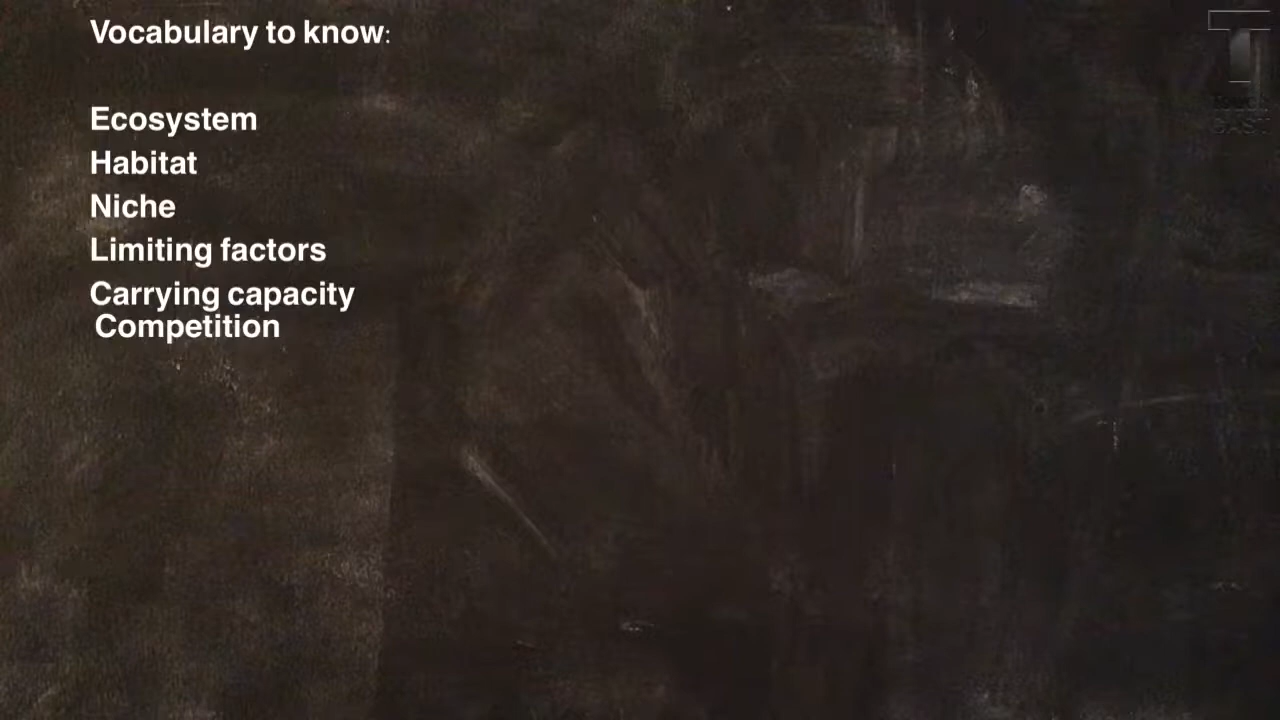 Vocabulary to know:
Ecosystem
Habitat
Niche
Limiting factors
Carrying capacity
Competition